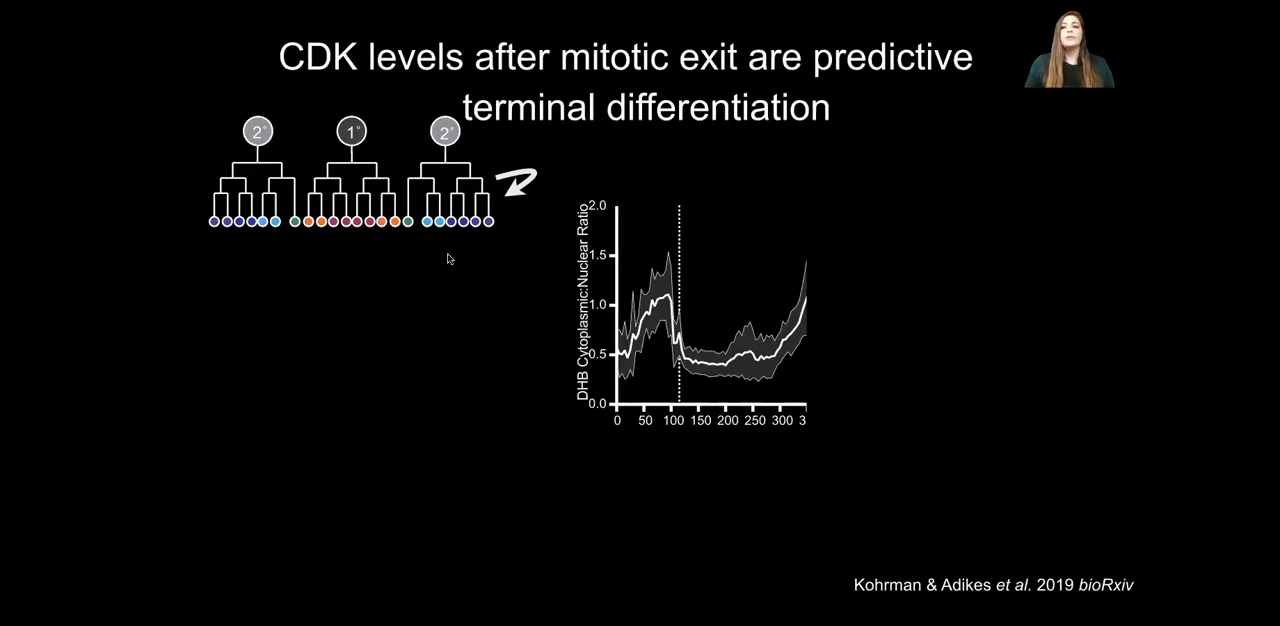 CDK levels after mitotic exit are predictive
terminal differentiation
2° 1° 2°
DHB Cytoplasmic:Nuclear Ratio
2.0
1.5
1.0
0.5
0.0
0 50 100 150 200 250 300 3
Kohrman & Adikes et al. 2019 bioRxiv